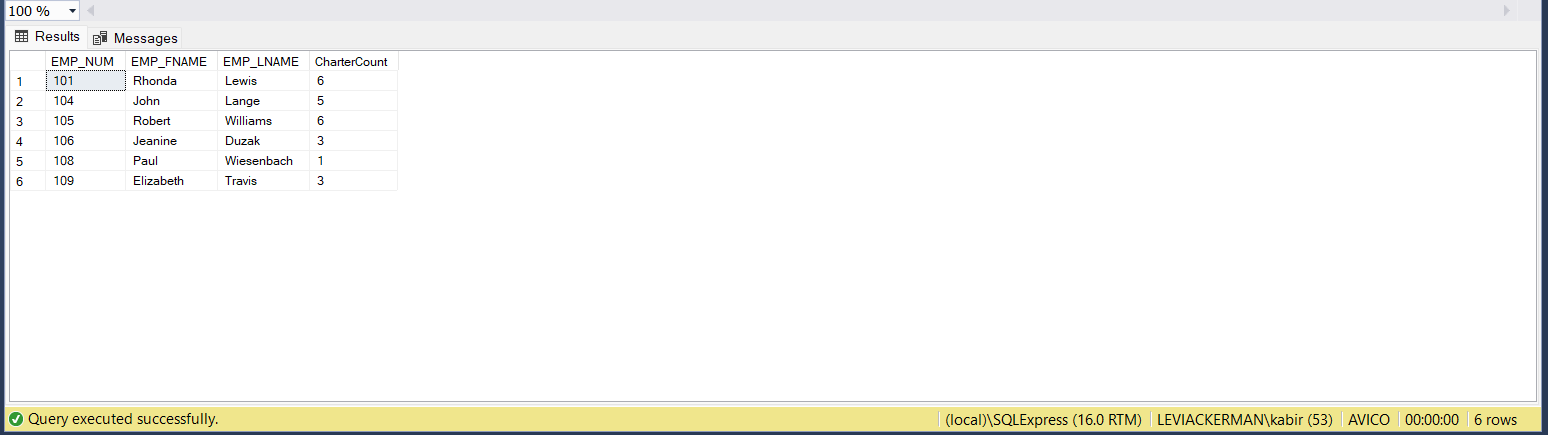 100 %
Results Messages
EMP_NUM EMP_FNAME EMP_LNAME CharterCount
1 101 Rhonda Lewis 6
2 104 John Lange 5
3 105 Robert Williams 6
4 106 Jeanine Duzak 3
5 108 Paul Wiesenbach 1
6 109 Elizabeth Travis 3
Query executed successfully. (local)\SQLExpress (16.0 RTM) LEVIACKERMAN\kabir (53) AVICO 00:00:00 6 rows